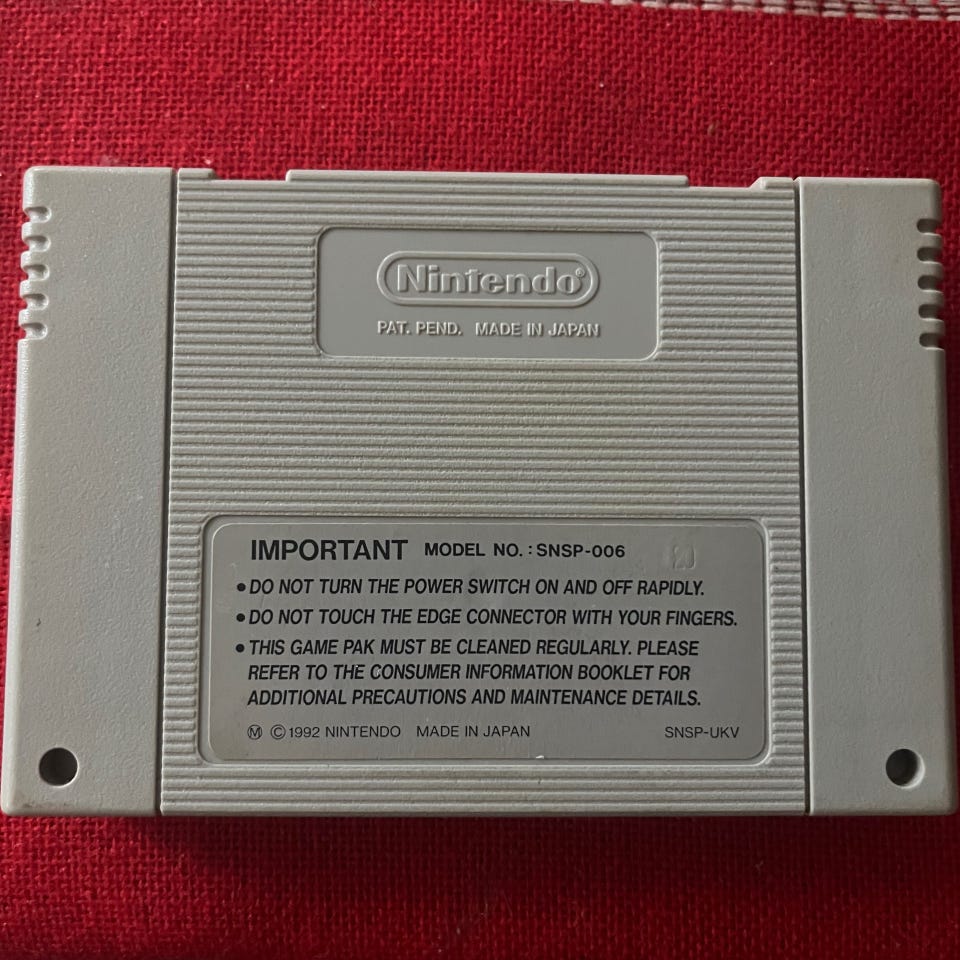 Nintendo®
PAT. PEND. MADE IN JAPAN
IMPORTANT MODEL NO. : SNSP-006
• DO NOT TURN THE POWER SWITCH ON AND OFF RAPIDLY.
• DO NOT TOUCH THE EDGE CONNECTOR WITH YOUR FINGERS.
• THIS GAME PAK MUST BE CLEANED REGULARLY. PLEASE
REFER TO THE CONSUMER INFORMATION BOOKLET FOR
ADDITIONAL PRECAUTIONS AND MAINTENANCE DETAILS.
Ⓜ © 1992 NINTENDO MADE IN JAPAN SNSP-UKV